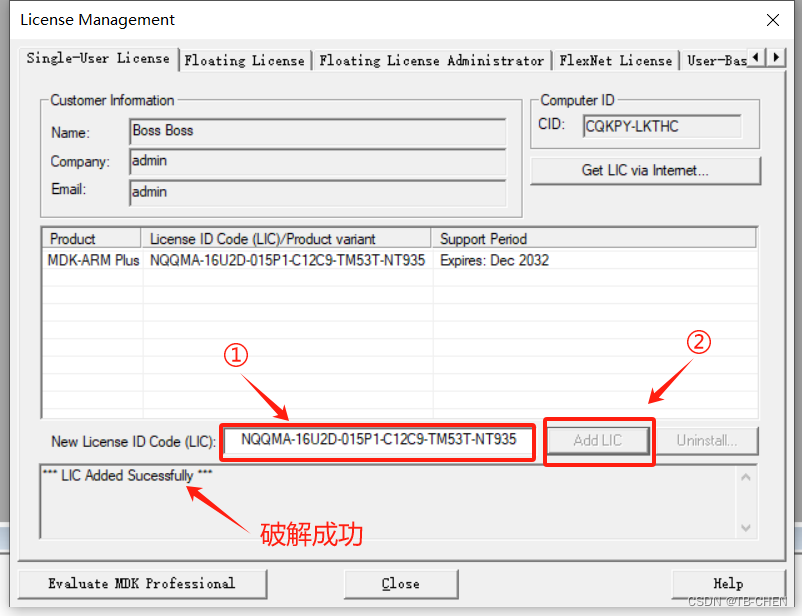 License Management
Single-User License Floating License Floating License Administrator FlexNet License User-Bas
Customer Information
Name: Boss Boss
Company: admin
Email: admin
Computer ID
CID: CQKPY-LKTHC
Get LIC via Internet...
Product License ID Code (LIC)/Product variant Support Period
MDK-ARM Plus NQQMA-16U2D-015P1-C12C9-TM53T-NT935 Expires: Dec 2032
① ②
New License ID Code (LIC): NQQMA-16U2D-015P1-C12C9-TM53T-NT935 Add LIC Uninstall...
*** LIC Added Sucessfully ***
破解成功
Evaluate MDK Professional Close Help
CSDN @TB-CHEN